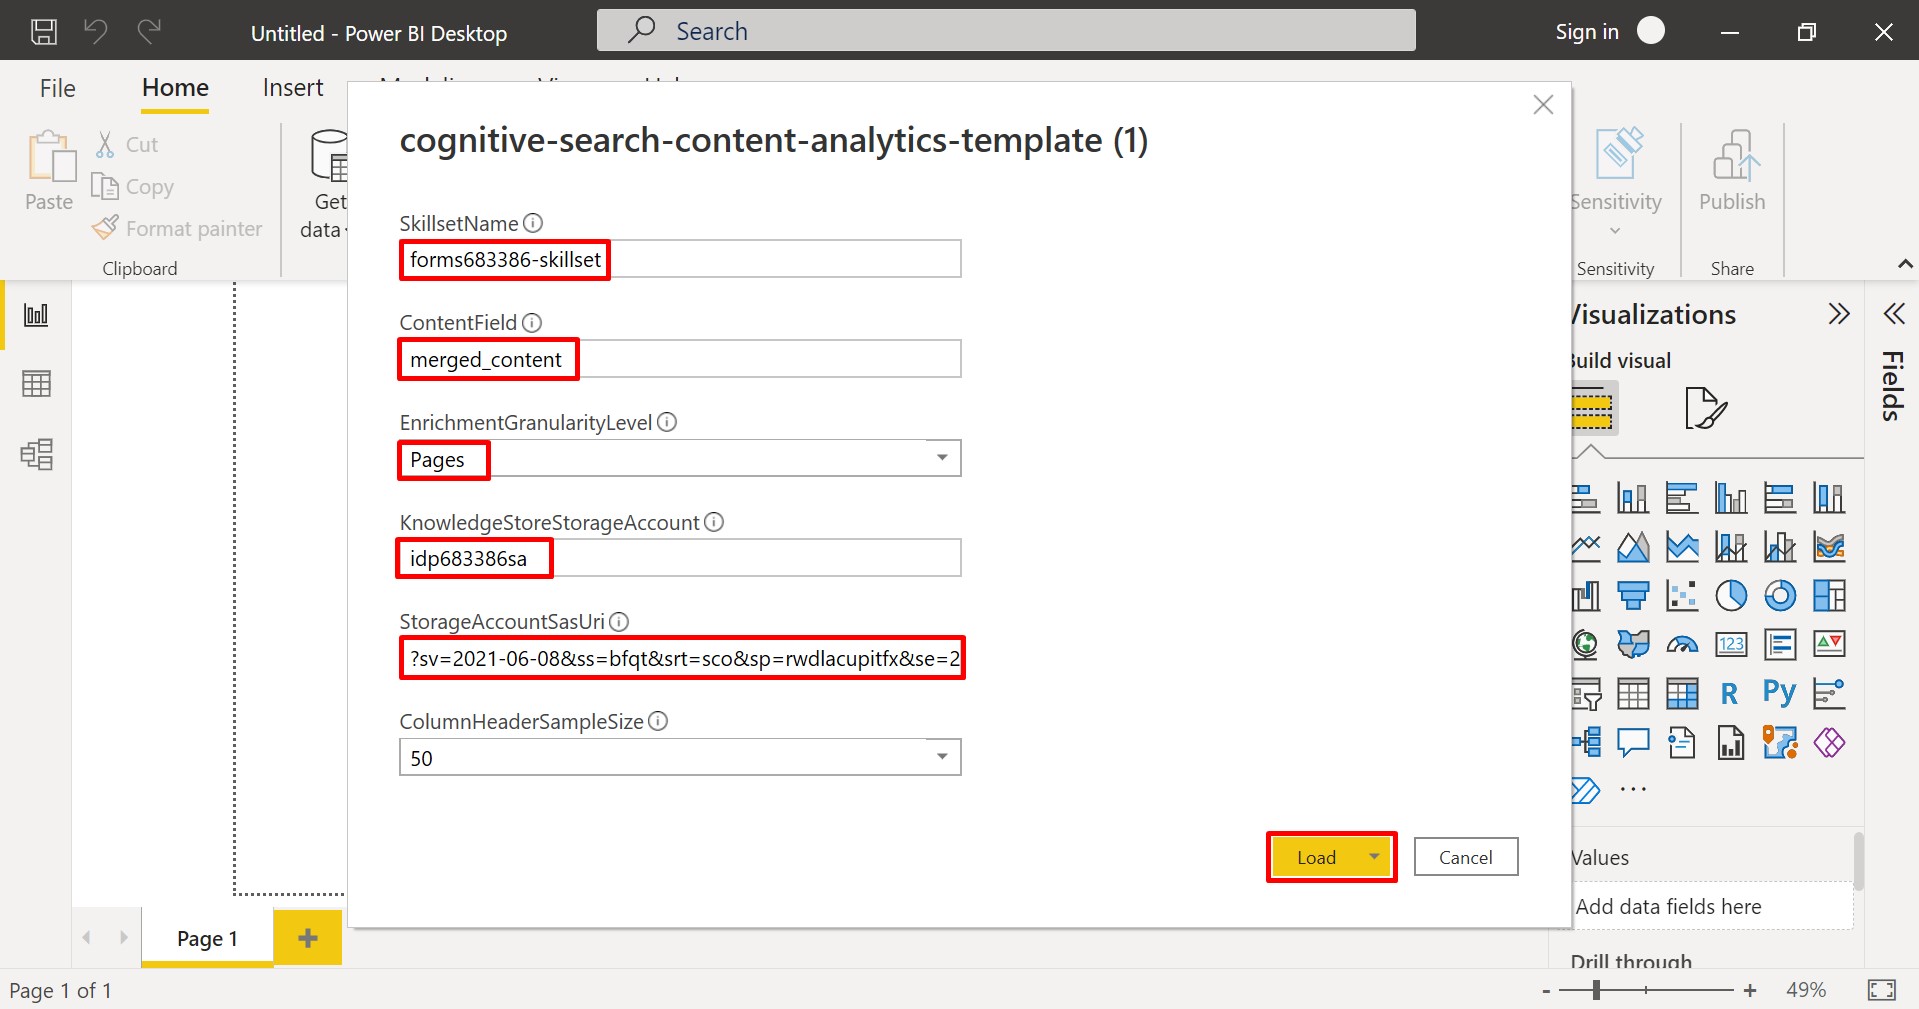 Untitled - Power BI Desktop
Search
Sign in
File
Home
Insert
Paste
Cut
Copy
Format painter
Clipboard
Get
data
Sensitivity
Sensitivity
Publish
Share
cognitive-search-content-analytics-template (1)
SkillsetName
forms683386-skillset
ContentField
merged_content
EnrichmentGranularityLevel
Pages
KnowledgeStoreStorageAccount
idp683386sa
StorageAccountSasUri
?sv=2021-06-08&ss=bfqt&srt=sco&sp=rwdlacupitfx&se=2
ColumnHeaderSampleSize
50
Load
Cancel
Visualizations
Build visual
Fields
123
R
Py
Values
Add data fields here
Drill through
Page 1
Page 1 of 1
-
+
49%